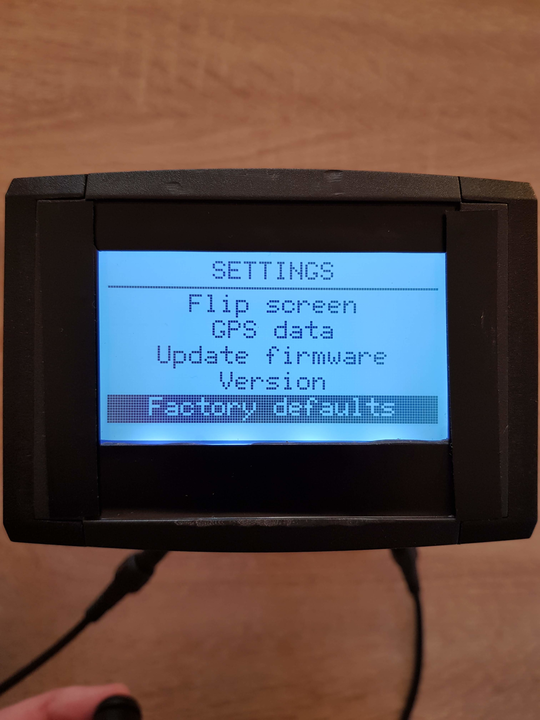 SETTINGS
Flip screen
GPS data
Update firmware
Version
Factory defaults